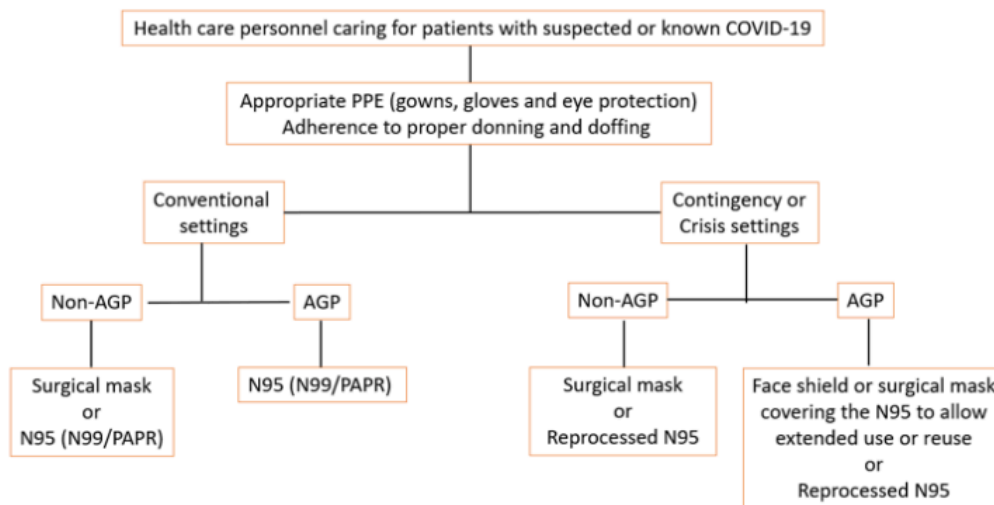 Health care personnel caring for patients with suspected or known COVID-19
Appropriate PPE (gowns, gloves and eye protection)
Adherence to proper donning and doffing
Conventional
settings
Contingency or
Crisis settings
Non-AGP
AGP
Non-AGP
AGP
Surgical mask
or
N95 (N99/PAPR)
N95 (N99/PAPR)
Surgical mask
or
Reprocessed N95
Face shield or surgical mask
covering the N95 to allow
extended use or reuse
or
Reprocessed N95